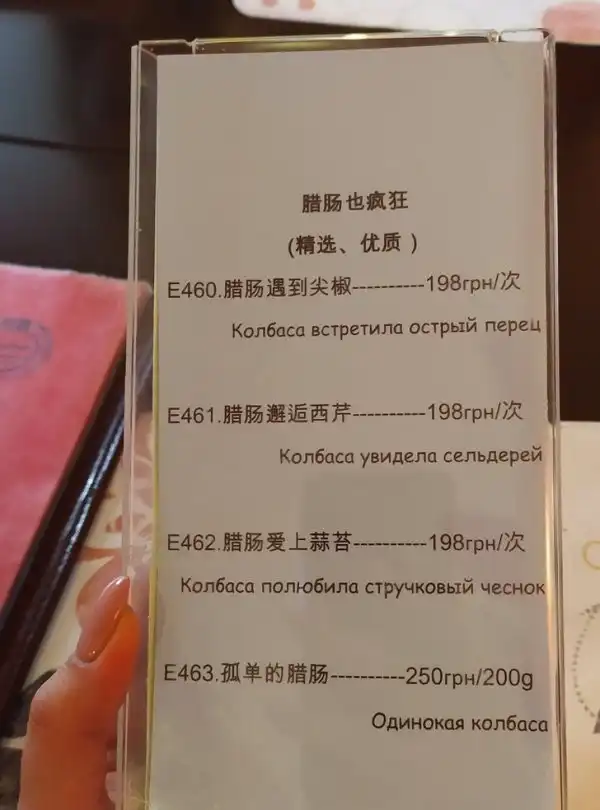 腊肠也疯狂
(精选、优质 )
E460.腊肠遇到尖椒----------198грн/次
Колбаса встретила острый перец
E461.腊肠邂逅西芹----------198грн/次
Колбаса увидела сельдерей
E462.腊肠爱上蒜苔----------198грн/次
Колбаса полюбила стручковый чеснок
E463.孤单的腊肠----------250грн/200g
Одинокая колбаса